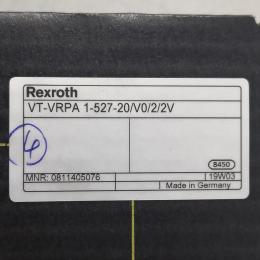 Rexroth
VT-VRPA 1-527-20/V0/2/2V
4
8450
MNR: 0811405076 19W03
Made in Germany